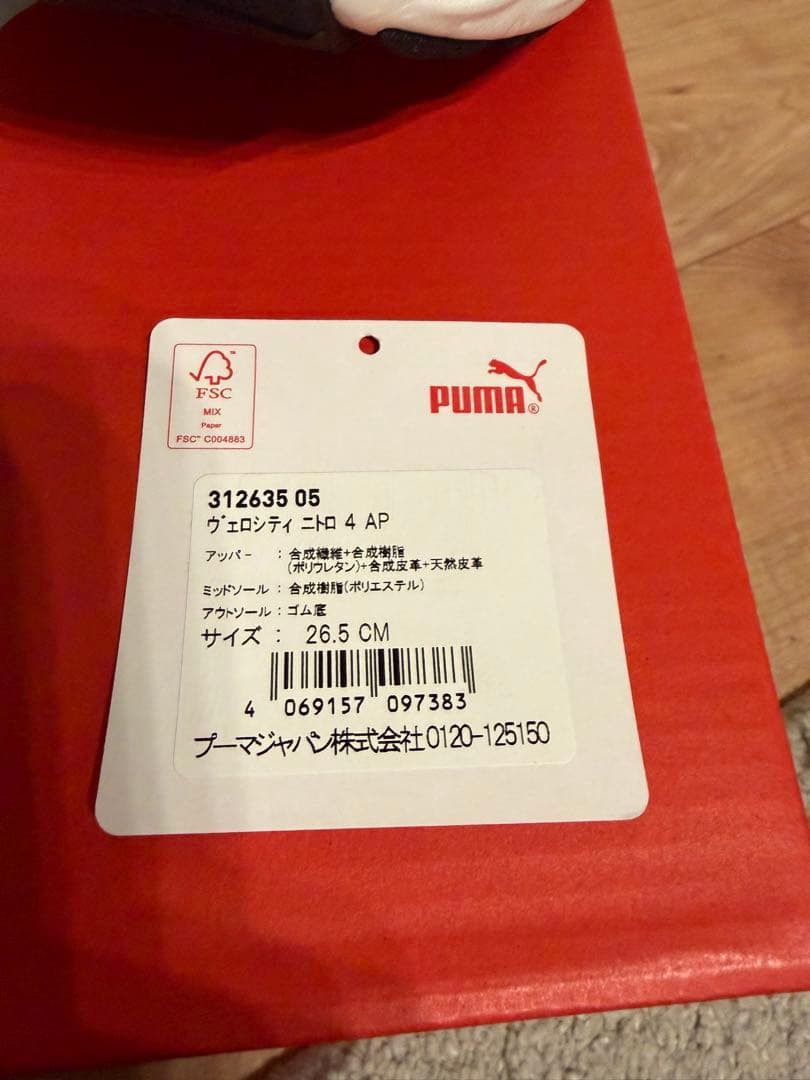 FSC™
MIX
Paper
FSC™ C004883
PUMA®
312635 05
ヴェロシティ ニトロ 4 AP
アッパー : 合成繊維+合成樹脂
(ポリウレタン)+合成皮革+天然皮革
ミッドソール : 合成樹脂(ポリエステル)
アウトソール : ゴム底
サイズ : 26.5 CM
4 069157 097383
プーマジャパン株式会社0120-125150